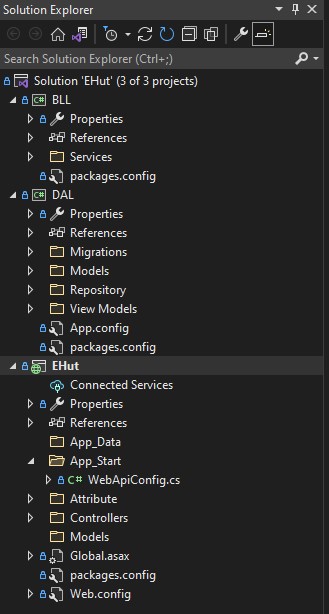 Solution Explorer
Search Solution Explorer (Ctrl+;)
Solution 'EHut' (3 of 3 projects)
C# BLL
Properties
References
Services
packages.config
C# DAL
Properties
References
Migrations
Models
Repository
View Models
App.config
packages.config
EHut
Connected Services
Properties
References
App_Data
App_Start
C# WebApiConfig.cs
Attribute
Controllers
Models
Global.asax
packages.config
Web.config